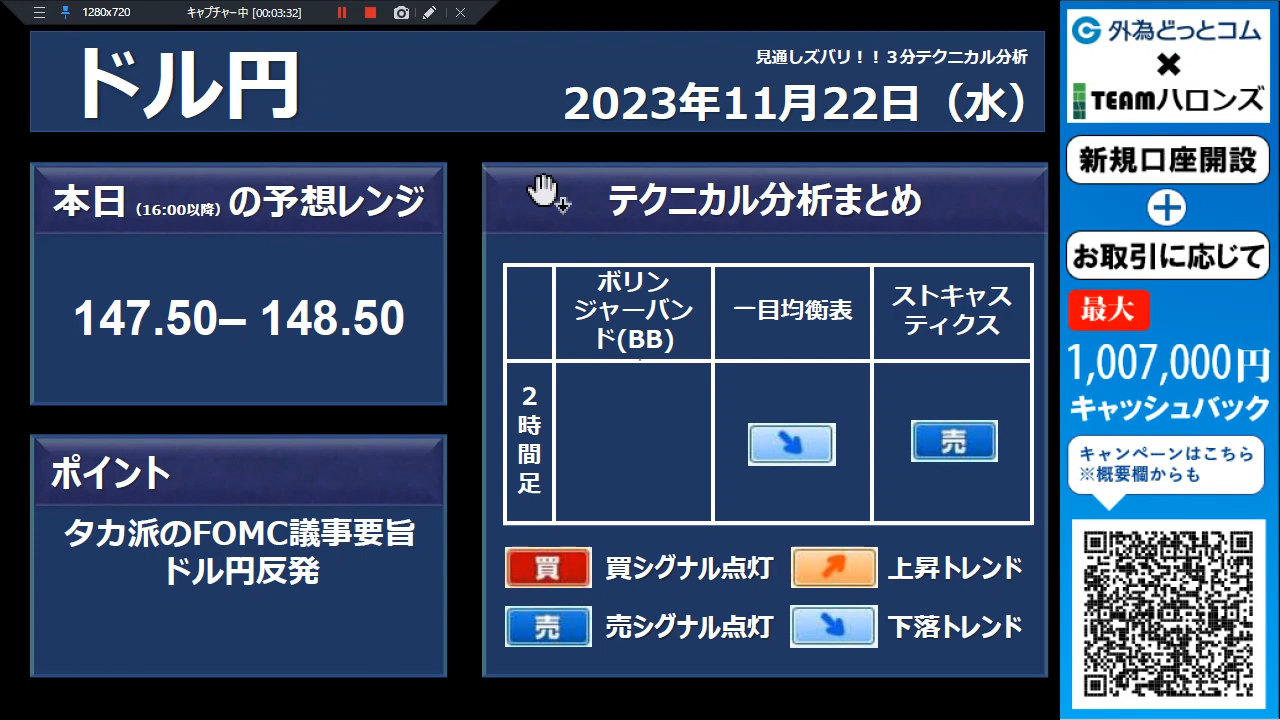 1280x720
キャプチャー中 [00:03:32]
ドル円
見通しズバリ！！３分テクニカル分析
2023年11月22日（水）
本日（16:00以降）の予想レンジ
147.50– 148.50
ポイント
タカ派のFOMC議事要旨
ドル円反発
テクニカル分析まとめ
ボリン
ジャーバン
ド(BB)
一目均衡表
ストキャス
ティクス
２
時
間
足
売
買
買シグナル点灯
上昇トレンド
売
売シグナル点灯
下落トレンド
外為どっとコム
×
TEAMハロンズ
新規口座開設
+
お取引に応じて
最大
1,007,000円
キャッシュバック
キャンペーンはこちら
※概要欄からも